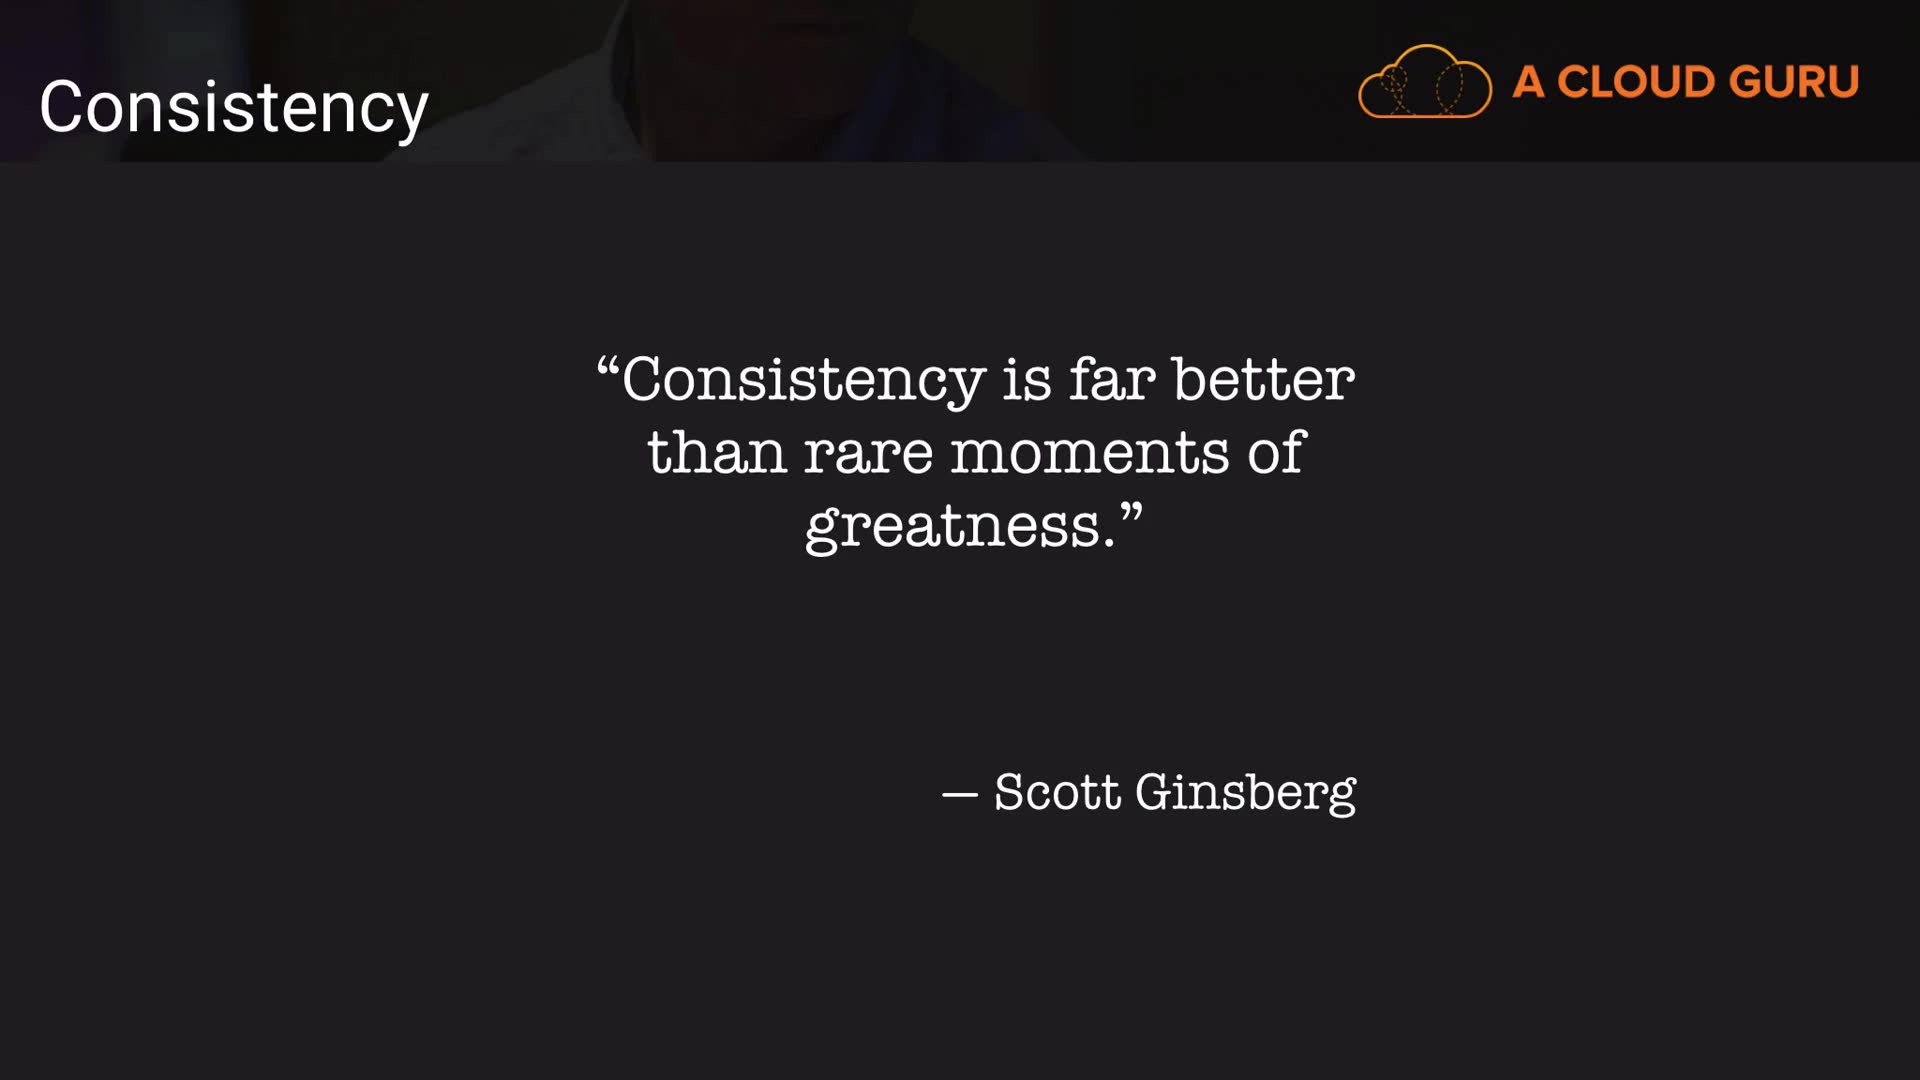 Consistency
A CLOUD GURU
“Consistency is far better
than rare moments of
greatness.”
— Scott Ginsberg